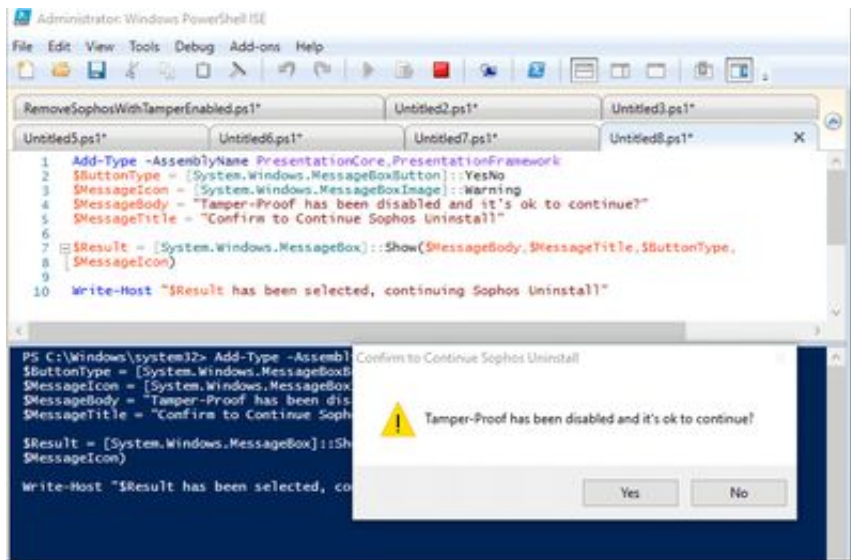 Administrator: Windows PowerShell ISE
File Edit View Tools Debug Add-ons Help
RemoveSophosWithTamperEnabled.ps1* Untitled2.ps1* Untitled3.ps1*
Untitled5.ps1* Untitled6.ps1* Untitled7.ps1* Untitled8.ps1* X
1 Add-Type -AssemblyName PresentationCore,PresentationFramework
2 $ButtonType = [System.Windows.MessageBoxButton]::YesNo
3 $MessageIcon = [System.Windows.MessageBoxImage]::Warning
4 $MessageBody = "Tamper-Proof has been disabled and it's ok to continue?"
5 $MessageTitle = "Confirm to Continue Sophos Uninstall"
6
7 $Result = [System.Windows.MessageBox]::Show($MessageBody,$MessageTitle,$ButtonType,
8 $MessageIcon)
9
10 Write-Host "$Result has been selected, continuing Sophos Uninstall"
PS C:\Windows\system32> Add-Type -Assembl
$ButtonType = [System.Windows.MessageBoxB
$MessageIcon = [System.Windows.MessageBox
$MessageBody = "Tamper-Proof has been dis
$MessageTitle = "Confirm to Continue Soph
$Result = [System.Windows.MessageBox]::Sh
$MessageIcon)
Write-Host "$Result has been selected, co
Confirm to Continue Sophos Uninstall
Tamper-Proof has been disabled and it's ok to continue?
Yes No